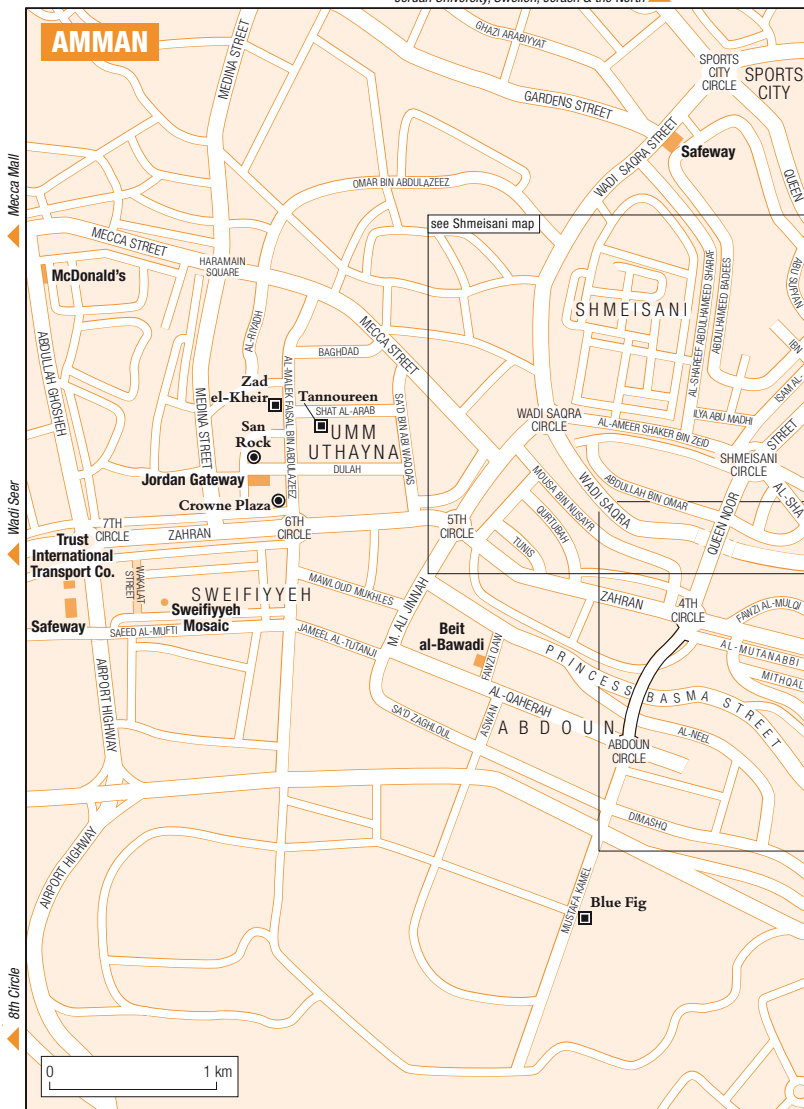 Jordan University, Sweileh, Jerash & the North
AMMAN
MEDINA STREET
GHAZI ARABIYYAT
GARDENS STREET
SPORTS
CITY
CIRCLE
SPORTS
CITY
WADI SAQRA STREET
Safeway
QUEEN
Mecca Mall
OMAR BIN ABDULAZEEZ
see Shmeisani map
MECCA STREET
HARAMAIN
SQUARE
McDonald's
ABU SUFYAN
SHMEISANI
AL-SHAREEF ABDULHAMEED SHARAF
ABDULHAMEED BADEES
IBN
ISAM AL-
AL-RIYADH
MECCA STREET
BAGHDAD
ABDULLAH GHOSHEH
AL-MALEK FAISAL BIN ABDULAZEEZ
Zad
el-Kheir
Tannoureen
SHAT AL-ARAB
SA'D BIN ABI WAQQAS
MEDINA STREET
San
Rock
UMM
UTHAYNA
WADI SAQRA
CIRCLE
ILYA ABU MADHI
AL-AMEER SHAKER BIN ZEID
STREET
SHMEISANI
CIRCLE
DULAH
Jordan Gateway
Crowne Plaza
MOUSA BIN NUSAYR
WADI SAQRA
ABDULLAH BIN OMAR
AL-SHA
QURTUBAH
TUNIS
QUEEN NOOR
Wadi Seer
7TH
CIRCLE
ZAHRAN
6TH
CIRCLE
5TH
CIRCLE
Trust
International
Transport Co.
WAKALAT
STREET
SWEIFIYYEH
MAWLOUD MUKHLES
M. ALI JINNAH
ZAHRAN
4TH
CIRCLE
FAWZI AL-MULQI
Safeway
Sweifiyyeh
Mosaic
SAEED AL-MUFTI
JAMEEL AL-TUTANJI
Beit
al-Bawadi
FAWZI QAW
AL-MUTANABBI
MITHQAL
PRINCESS BASMA STREET
AIRPORT HIGHWAY
AL-QAHERAH
SA'D ZAGHLOUL
ASWAN
ABDOUN
AL-NEEL
ABDOUN
CIRCLE
DIMASHQ
AIRPORT HIGHWAY
MUSTAFA KAMEL
Blue Fig
8th Circle
0
1 km